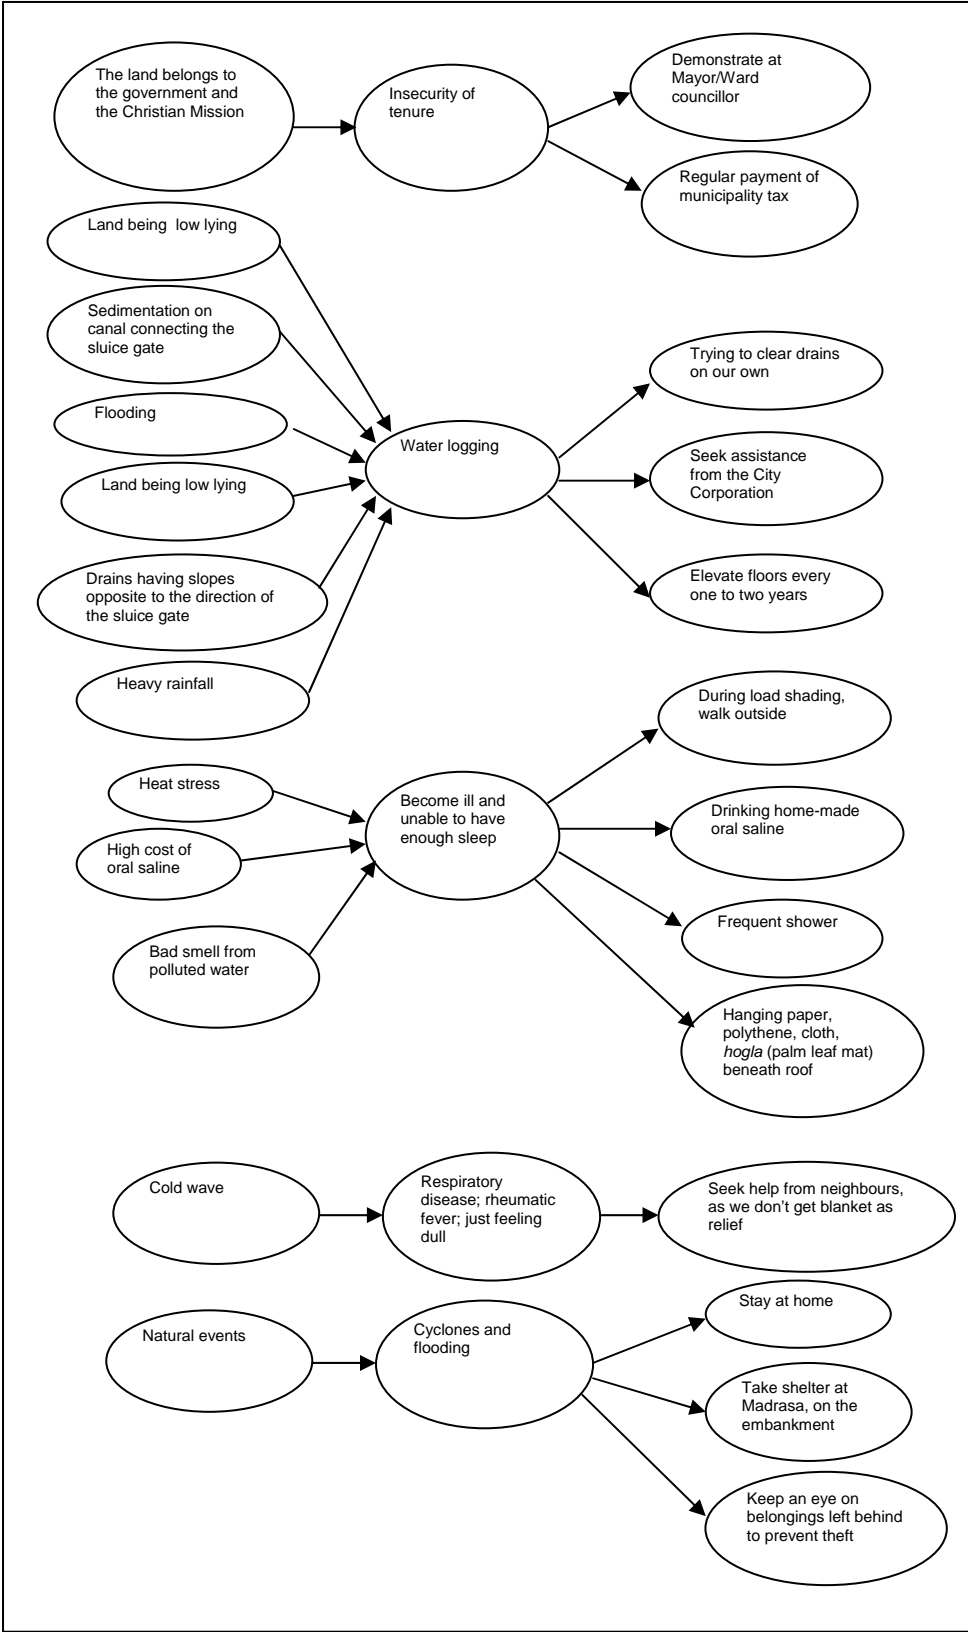 The land belongs to
the government and
the Christian Mission
Insecurity of
tenure
Demonstrate at
Mayor/Ward
councillor
Regular payment of
municipality tax
Land being  low lying
Sedimentation on
canal connecting the
sluice gate
Flooding
Land being low lying
Drains having slopes
opposite to the direction of
the sluice gate
Heavy rainfall
Water logging
Trying to clear drains
on our own
Seek assistance
from the City
Corporation
Elevate floors every
one to two years
Heat stress
High cost of
oral saline
Bad smell from
polluted water
Become ill and
unable to have
enough sleep
During load shading,
walk outside
Drinking home-made
oral saline
Frequent shower
Hanging paper,
polythene, cloth,
hogla (palm leaf mat)
beneath roof
Cold wave
Respiratory
disease; rheumatic
fever; just feeling
dull
Seek help from neighbours,
as we don't get blanket as
relief
Natural events
Cyclones and
flooding
Stay at home
Take shelter at
Madrasa, on the
embankment
Keep an eye on
belongings left behind
to prevent theft